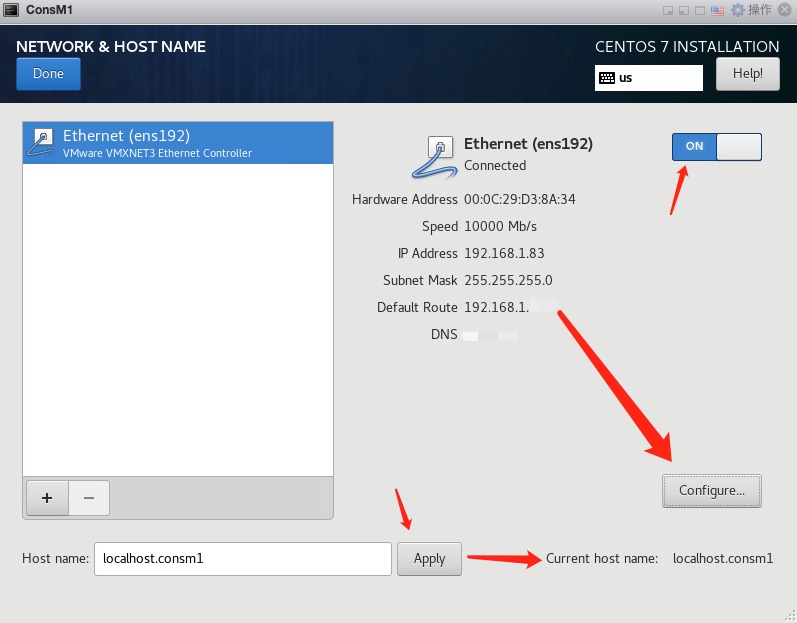 ConsM1
操作
NETWORK & HOST NAME
CENTOS 7 INSTALLATION
Done
us
Help!
Ethernet (ens192)
VMware VMXNET3 Ethernet Controller
Ethernet (ens192)
Connected
ON
Hardware Address 00:0C:29:D3:8A:34
Speed 10000 Mb/s
IP Address 192.168.1.83
Subnet Mask 255.255.255.0
Default Route 192.168.1.
DNS
+ −
Configure...
Host name: localhost.consm1 Apply Current host name: localhost.consm1